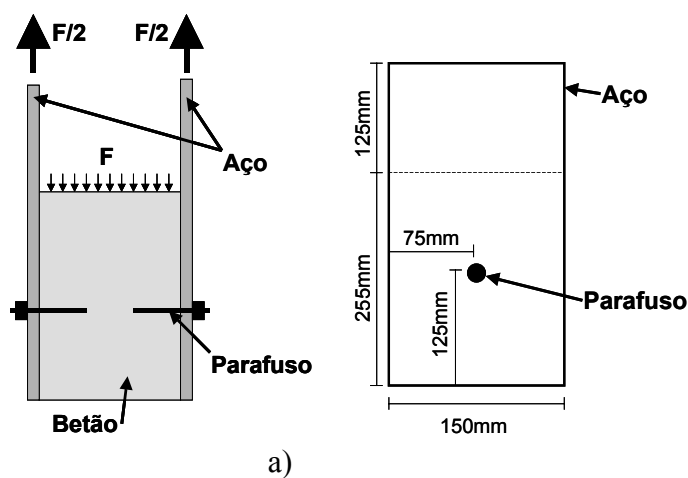 F/2
F/2
F
Aço
Parafuso
Betão
125mm
255mm
75mm
125mm
150mm
Aço
Parafuso
a)